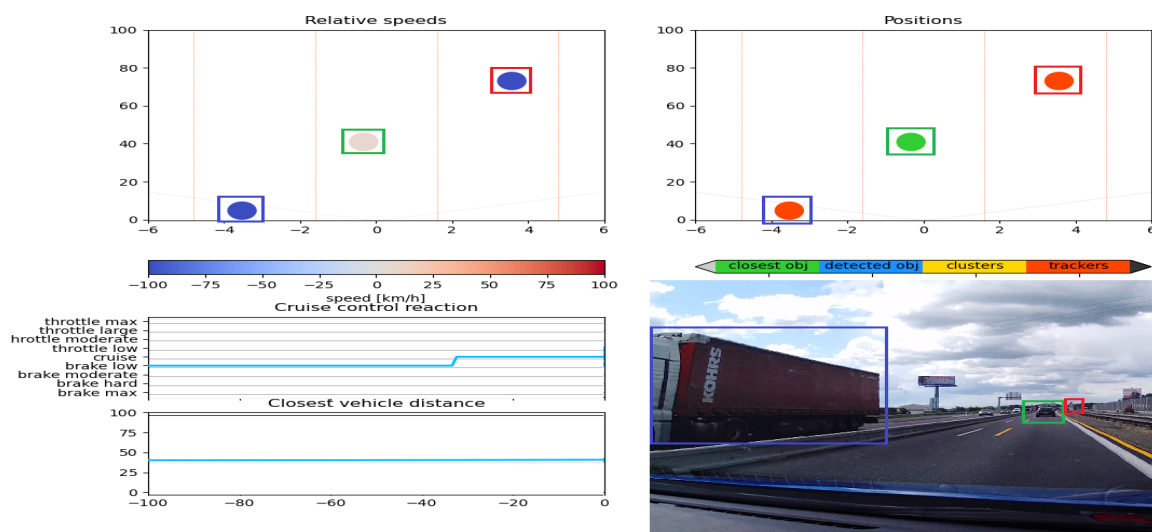 Relative speeds
100
80
60
40
20
0
−6 −4 −2 0 2 4 6
Positions
100
80
60
40
20
0
−6 −4 −2 0 2 4 6
−100 −75 −50 −25 0 25 50 75 100
speed [km/h]
closest obj detected obj clusters trackers
Cruise control reaction
throttle max
throttle large
hrottle moderate
throttle low
cruise
brake low
brake moderate
brake hard
brake max
Closest vehicle distance
100
75
50
25
0
−100 −80 −60 −40 −20 0
KOHRS